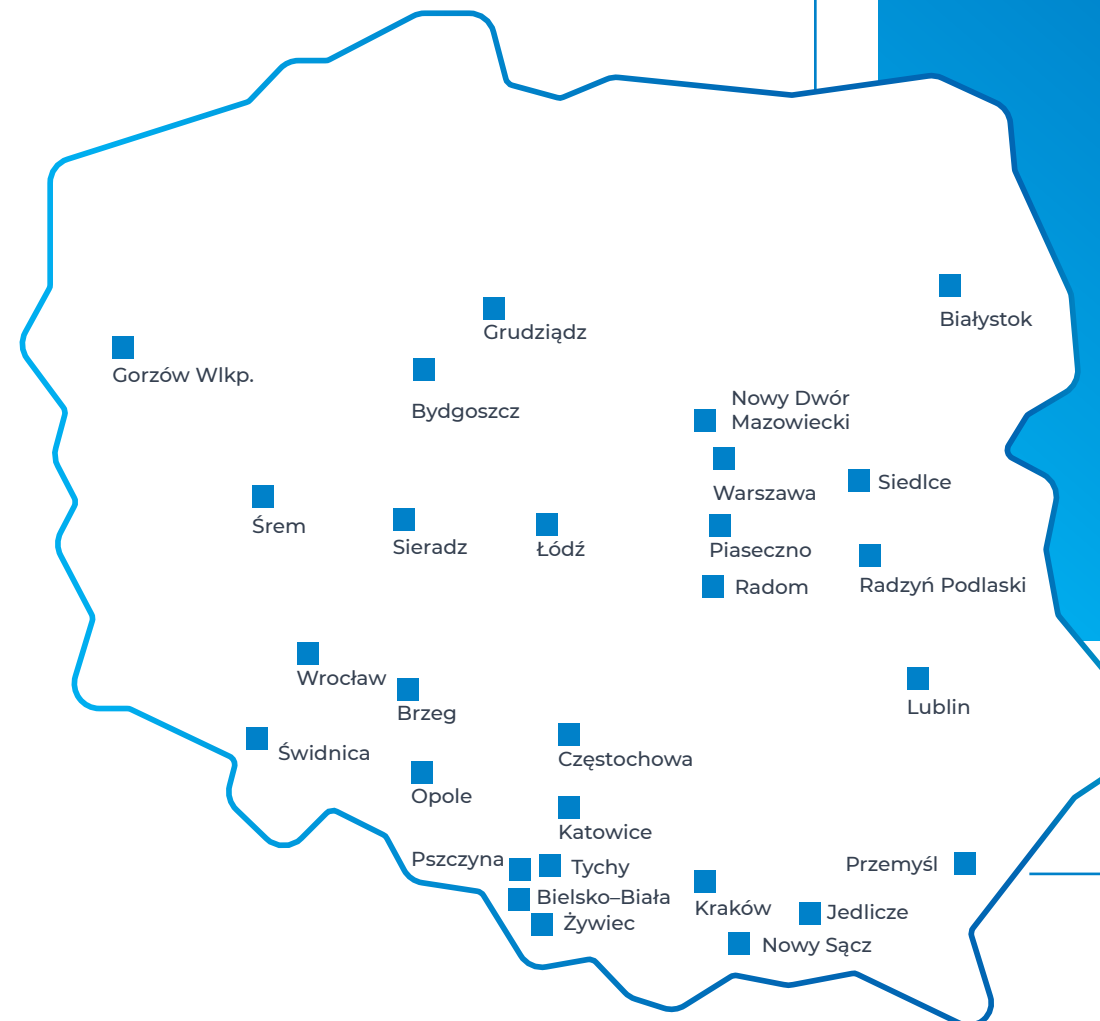 Białystok
Grudziądz
Gorzów Wlkp.
Nowy Dwór
Mazowiecki
Bydgoszcz
Siedlce
Warszawa
Śrem
Sieradz
Łódź
Piaseczno
Radzyń Podlaski
Radom
Wrocław
Lublin
Brzeg
Świdnica
Częstochowa
Opole
Katowice
Pszczyna
Tychy
Przemyśl
Bielsko–Biała
Kraków
Jedlicze
Żywiec
Nowy Sącz